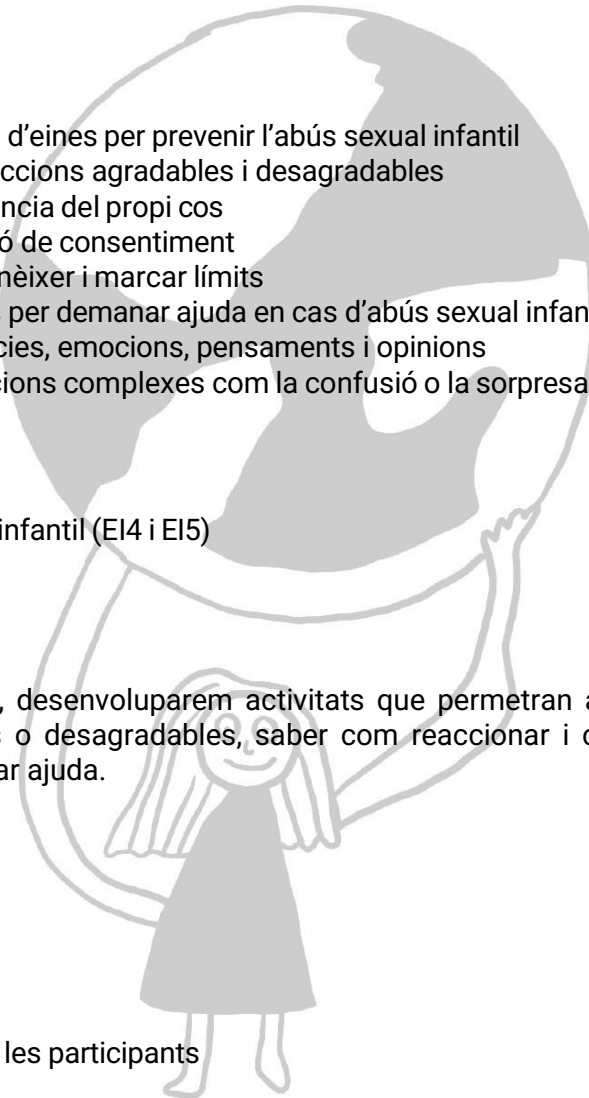 d’eines per prevenir l’abús sexual infantil
ccions agradables i desagradables
ncia del propi cos
ó de consentiment
nèixer i marcar límits
s per demanar ajuda en cas d’abús sexual infan
cies, emocions, pensaments i opinions
cions complexes com la confusió o la sorpresa
infantil (EI4 i EI5)
, desenvoluparem activitats que permetran a
s o desagradables, saber com reaccionar i c
ar ajuda.
les participants